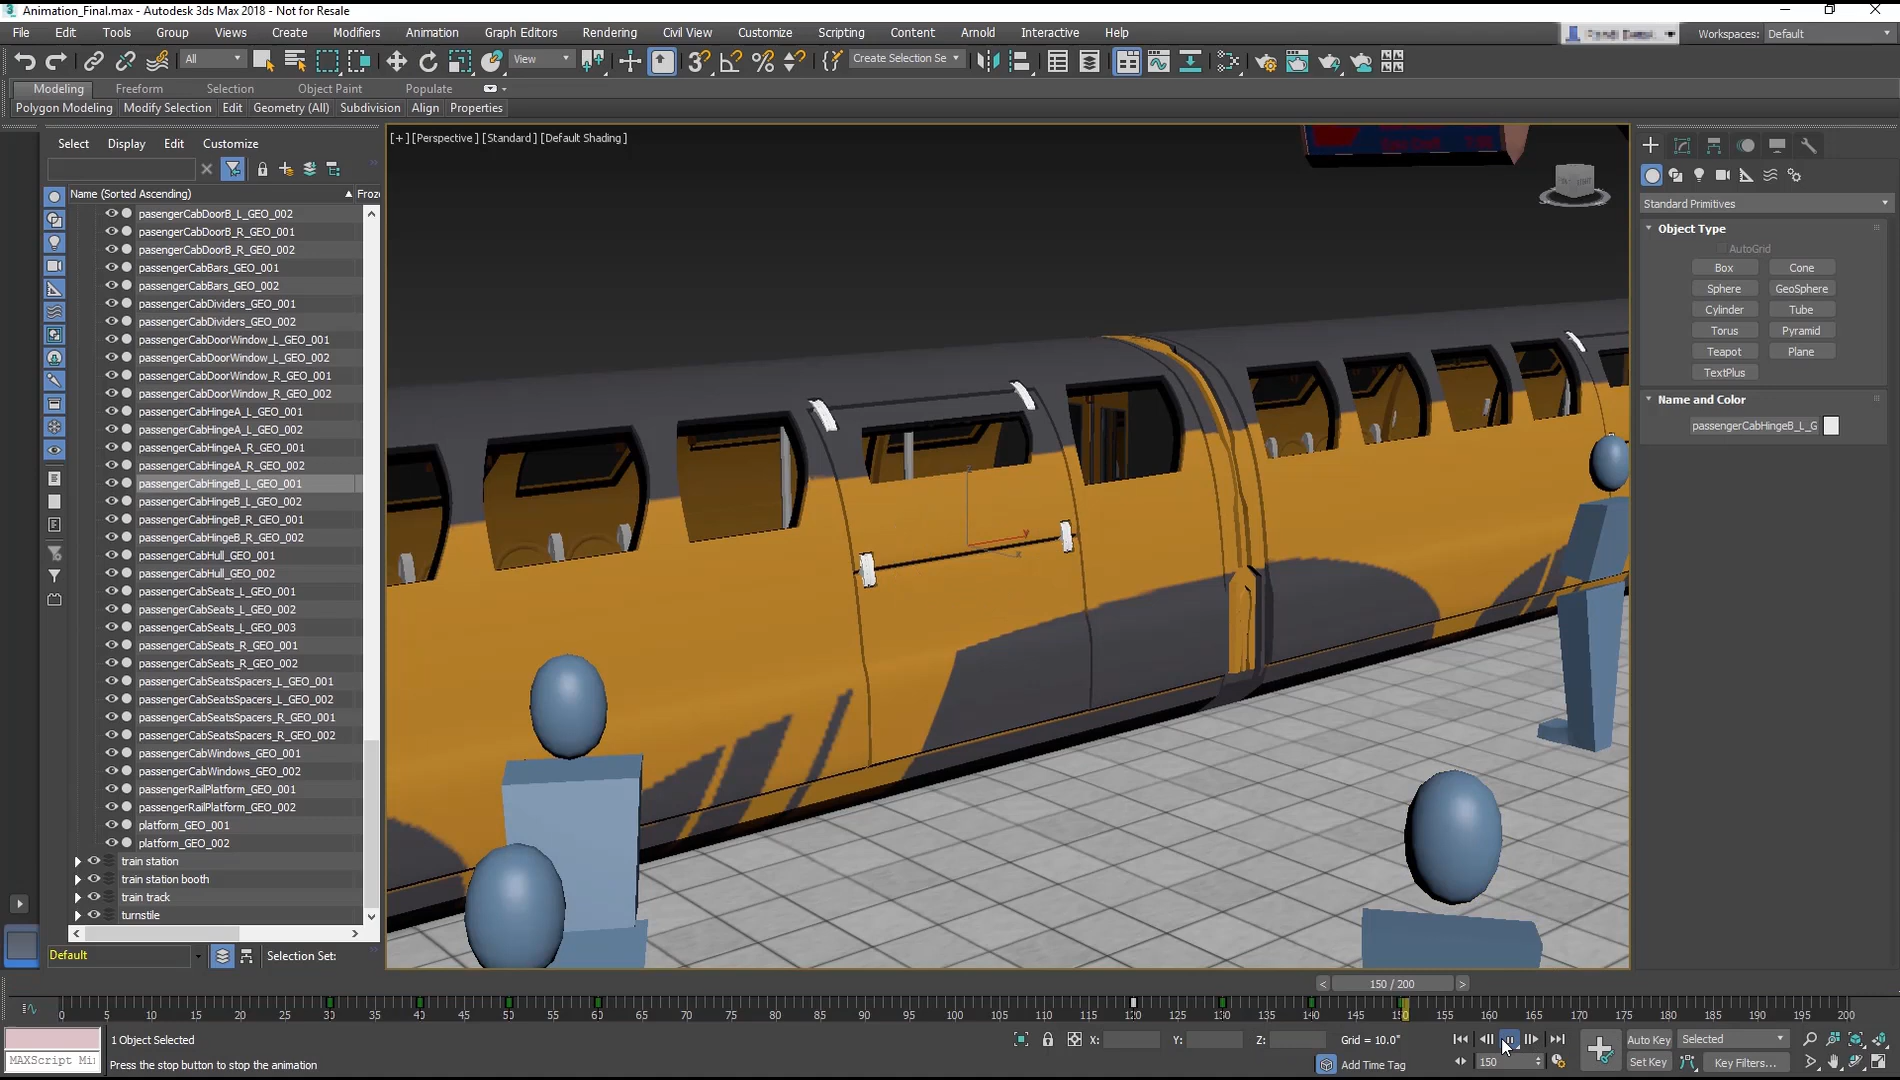 Animation_Final.max - Autodesk 3ds Max 2018 - Not for Resale
File Edit Tools Group Views Create Modifiers Animation Graph Editors Rendering Civil View Customize Scripting Content Arnold Interactive Help
Workspaces: Default
All View Create Selection Se
Modeling Freeform Selection Object Paint Populate
Polygon Modeling Modify Selection Edit Geometry (All) Subdivision Align Properties
Select Display Edit Customize
[+] [Perspective] [Standard] [Default Shading]
Name (Sorted Ascending) Froz
pasengerCabDoorB_L_GEO_002
pasengerCabDoorB_R_GEO_001
pasengerCabDoorB_R_GEO_002
passengerCabBars_GEO_001
passengerCabBars_GEO_002
passengerCabDividers_GEO_001
passengerCabDividers_GEO_002
passengerCabDoorWindow_L_GEO_001
passengerCabDoorWindow_L_GEO_002
passengerCabDoorWindow_R_GEO_001
passengerCabDoorWindow_R_GEO_002
passengerCabHingeA_L_GEO_001
passengerCabHingeA_L_GEO_002
passengerCabHingeA_R_GEO_001
passengerCabHingeA_R_GEO_002
passengerCabHingeB_L_GEO_001
passengerCabHingeB_L_GEO_002
passengerCabHingeB_R_GEO_001
passengerCabHingeB_R_GEO_002
passengerCabHull_GEO_001
passengerCabHull_GEO_002
passengerCabSeats_L_GEO_001
passengerCabSeats_L_GEO_002
passengerCabSeats_L_GEO_003
passengerCabSeats_R_GEO_001
passengerCabSeats_R_GEO_002
passengerCabSeatsSpacers_L_GEO_001
passengerCabSeatsSpacers_L_GEO_002
passengerCabSeatsSpacers_R_GEO_001
passengerCabSeatsSpacers_R_GEO_002
passengerCabWindows_GEO_001
passengerCabWindows_GEO_002
passengerRailPlatform_GEO_001
passengerRailPlatform_GEO_002
platform_GEO_001
platform_GEO_002
train station
train station booth
train track
turnstile
Default Selection Set:
Standard Primitives
Object Type
AutoGrid
Box Cone
Sphere GeoSphere
Cylinder Tube
Torus Pyramid
Teapot Plane
TextPlus
Name and Color
passengerCabHingeB_L_G
150 / 200
0 5 10 15 20 25 30 35 40 45 50 55 60 65 70 75 80 85 90 95 100 105 110 115 120 125 130 135 140 145 150 155 160 165 170 175 180 185 190 195 200
1 Object Selected X: Y: Z: Grid = 10.0" Auto Key Selected
MAXScript Mi
Press the stop button to stop the animation Add Time Tag 150 Set Key Key Filters...